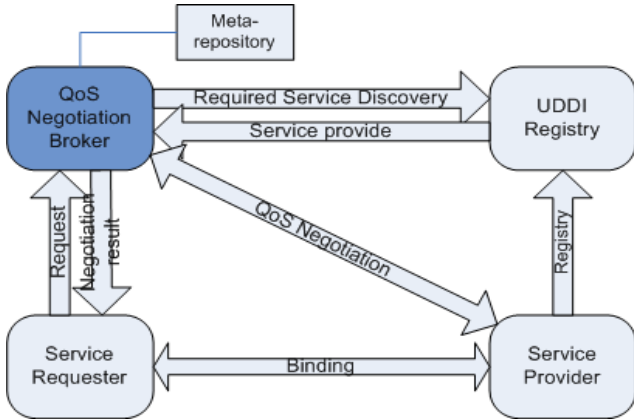 Meta-
repository
QoS
Negotiation
Broker
Required Service Discovery
Service provide
UDDI
Registry
Request
Negotiation
result
QoS Negotiation
Registry
Service
Requester
Binding
Service
Provider